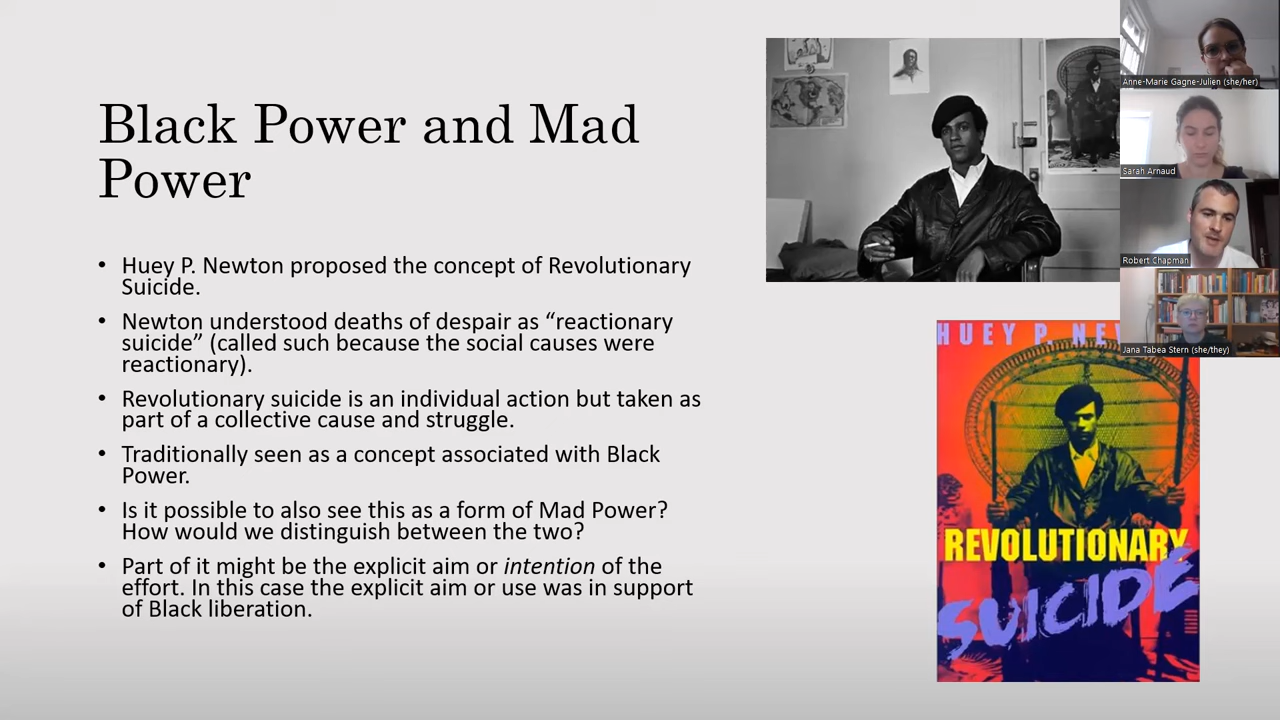 Black Power and Mad
Power
• Huey P. Newton proposed the concept of Revolutionary
Suicide.
• Newton understood deaths of despair as “reactionary
suicide” (called such because the social causes were
reactionary).
• Revolutionary suicide is an individual action but taken as
part of a collective cause and struggle.
• Traditionally seen as a concept associated with Black
Power.
• Is it possible to also see this as a form of Mad Power?
How would we distinguish between the two?
• Part of it might be the explicit aim or intention of the
effort. In this case the explicit aim or use was in support
of Black liberation.
Anne-Marie Gagne-Julien (she/her)
Sarah Arnaud
Robert Chapman
Jana Tabea Stern (she/they)
HUEY P. NE
REVOLUTIONARY
SUICIDE